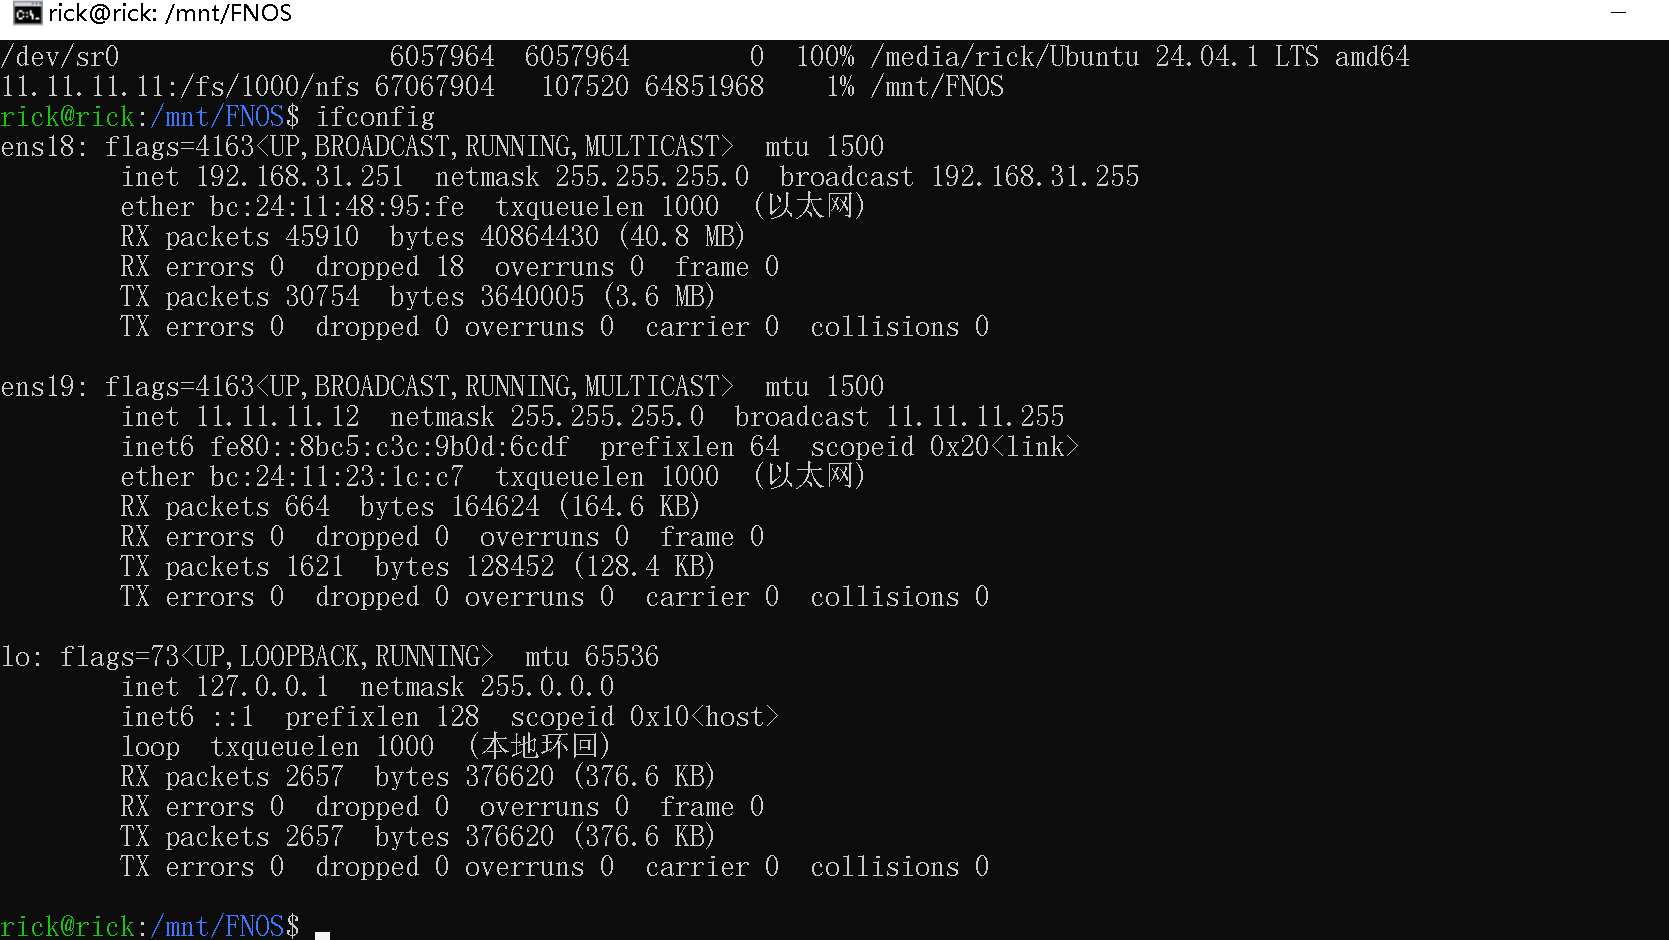 rick@rick: /mnt/FNOS
/dev/sr0                  6057964  6057964        0  100% /media/rick/Ubuntu 24.04.1 LTS amd64
11.11.11.11:/fs/1000/nfs 67067904   107520 64851968    1% /mnt/FNOS
rick@rick:/mnt/FNOS$ ifconfig
ens18: flags=4163<UP,BROADCAST,RUNNING,MULTICAST>  mtu 1500
        inet 192.168.31.251  netmask 255.255.255.0  broadcast 192.168.31.255
        ether bc:24:11:48:95:fe  txqueuelen 1000  (以太网)
        RX packets 45910  bytes 40864430 (40.8 MB)
        RX errors 0  dropped 18  overruns 0  frame 0
        TX packets 30754  bytes 3640005 (3.6 MB)
        TX errors 0  dropped 0 overruns 0  carrier 0  collisions 0

ens19: flags=4163<UP,BROADCAST,RUNNING,MULTICAST>  mtu 1500
        inet 11.11.11.12  netmask 255.255.255.0  broadcast 11.11.11.255
        inet6 fe80::8bc5:c3c:9b0d:6cdf  prefixlen 64  scopeid 0x20<link>
        ether bc:24:11:23:1c:c7  txqueuelen 1000  (以太网)
        RX packets 664  bytes 164624 (164.6 KB)
        RX errors 0  dropped 0  overruns 0  frame 0
        TX packets 1621  bytes 128452 (128.4 KB)
        TX errors 0  dropped 0 overruns 0  carrier 0  collisions 0

lo: flags=73<UP,LOOPBACK,RUNNING>  mtu 65536
        inet 127.0.0.1  netmask 255.0.0.0
        inet6 ::1  prefixlen 128  scopeid 0x10<host>
        loop  txqueuelen 1000  (本地环回)
        RX packets 2657  bytes 376620 (376.6 KB)
        RX errors 0  dropped 0  overruns 0  frame 0
        TX packets 2657  bytes 376620 (376.6 KB)
        TX errors 0  dropped 0 overruns 0  carrier 0  collisions 0

rick@rick:/mnt/FNOS$